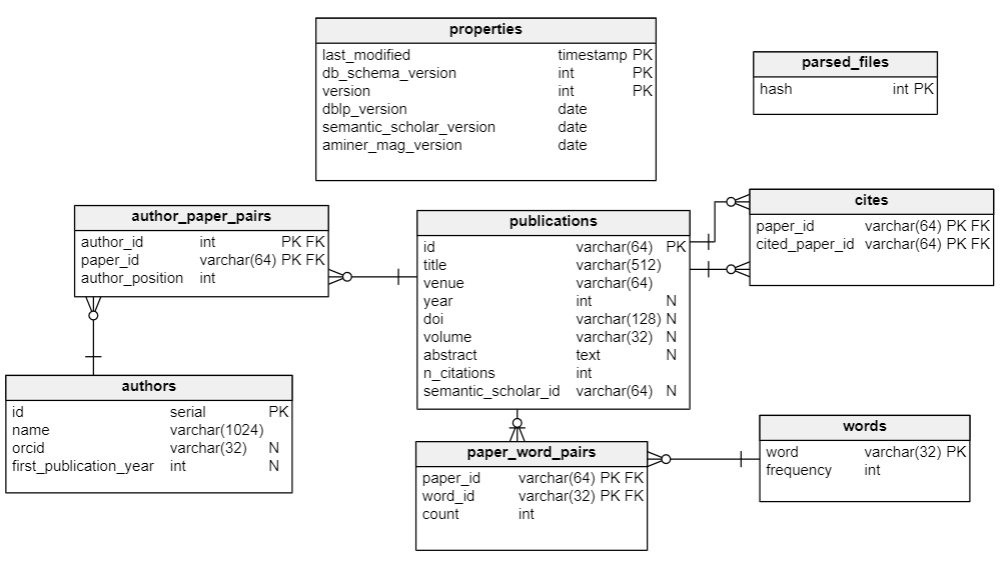 properties
last_modified timestamp PK
db_schema_version int PK
version int PK
dblp_version date
semantic_scholar_version date
aminer_mag_version date
parsed_files
hash int PK
author_paper_pairs
author_id int PK FK
paper_id varchar(64) PK FK
author_position int
publications
id varchar(64) PK
title varchar(512)
venue varchar(64)
year int N
doi varchar(128) N
volume varchar(32) N
abstract text N
n_citations int
semantic_scholar_id varchar(64) N
cites
paper_id varchar(64) PK FK
cited_paper_id varchar(64) PK FK
authors
id serial PK
name varchar(1024)
orcid varchar(32) N
first_publication_year int N
paper_word_pairs
paper_id varchar(64) PK FK
word_id varchar(32) PK FK
count int
words
word varchar(32) PK
frequency int